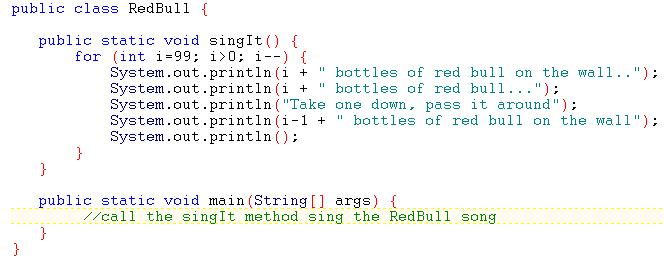 public class RedBull {
public static void singIt() {
for (int i=99; i>0; i--) {
System.out.println(i + " bottles of red bull on the wall..");
System.out.println(i + " bottles of red bull...");
System.out.println("Take one down, pass it around");
System.out.println(i-1 + " bottles of red bull on the wall");
System.out.println();
}
}
public static void main(String[] args) {
//call the singIt method sing the RedBull song
}
}